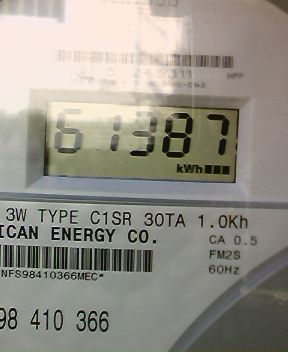 61387
kWh
3W TYPE C1SR 30TA 1.0Kh
ICAN ENERGY CO.
CA 0.5
FM2S
NFS98410366MEC*
60Hz
98 410 366